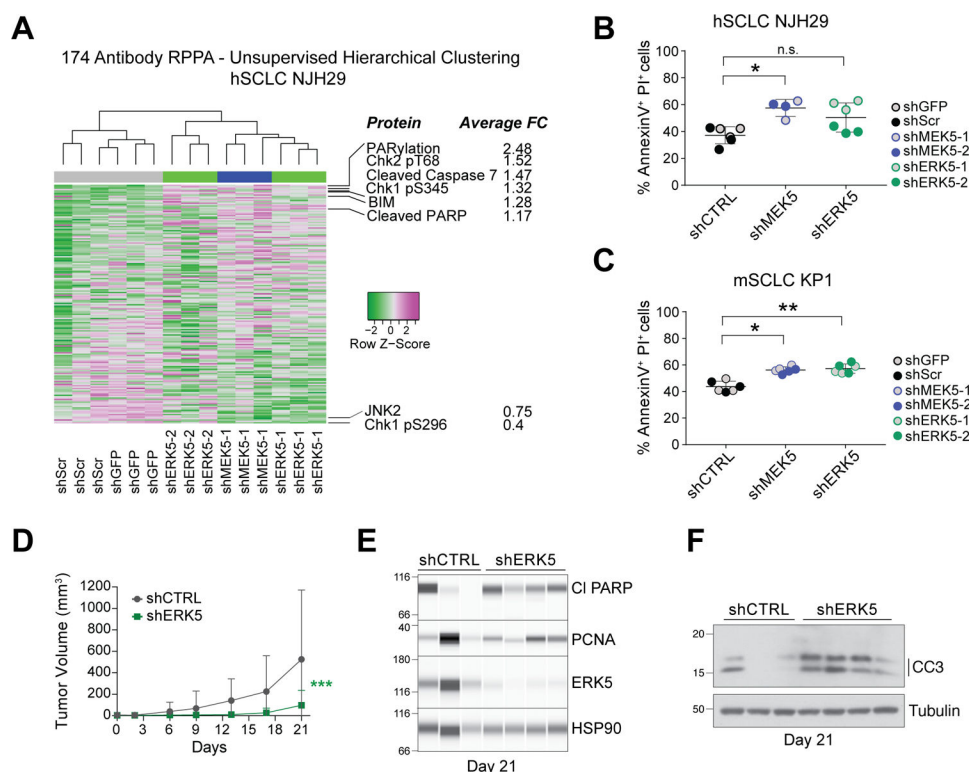 A
174 Antibody RPPA - Unsupervised Hierarchical Clustering
hSCLC NJH29
Protein Average FC
PARylation 2.48
Chk2 pT68 1.52
Cleaved Caspase 7 1.47
Chk1 pS345 1.32
BIM 1.28
Cleaved PARP 1.17
−2 0 2
Row Z−Score
JNK2 0.75
Chk1 pS296 0.4
shScr
shScr
shScr
shGFP
shGFP
shGFP
shERK5-2
shERK5-2
shERK5-2
shMEK5-1
shMEK5-1
shMEK5-1
shERK5-1
shERK5-1
shERK5-1
B
hSCLC NJH29
% AnnexinV+ PI+ cells
100
80
60
40
20
0
n.s.
*
shCTRL
shMEK5
shERK5
shGFP
shScr
shMEK5-1
shMEK5-2
shERK5-1
shERK5-2
C
mSCLC KP1
% AnnexinV+ PI+ cells
100
80
60
40
20
0
**
*
shCTRL
shMEK5
shERK5
shGFP
shScr
shMEK5-1
shMEK5-2
shERK5-1
shERK5-2
D
Tumor Volume (mm³)
1200
1000
800
600
400
200
0
shCTRL
shERK5
***
0 3 6 9 12 15 18 21
Days
E
shCTRL shERK5
116
66
Cl PARP
40
PCNA
180
116
ERK5
116
66
HSP90
Day 21
F
shCTRL shERK5
20
15
CC3
50
Tubulin
Day 21